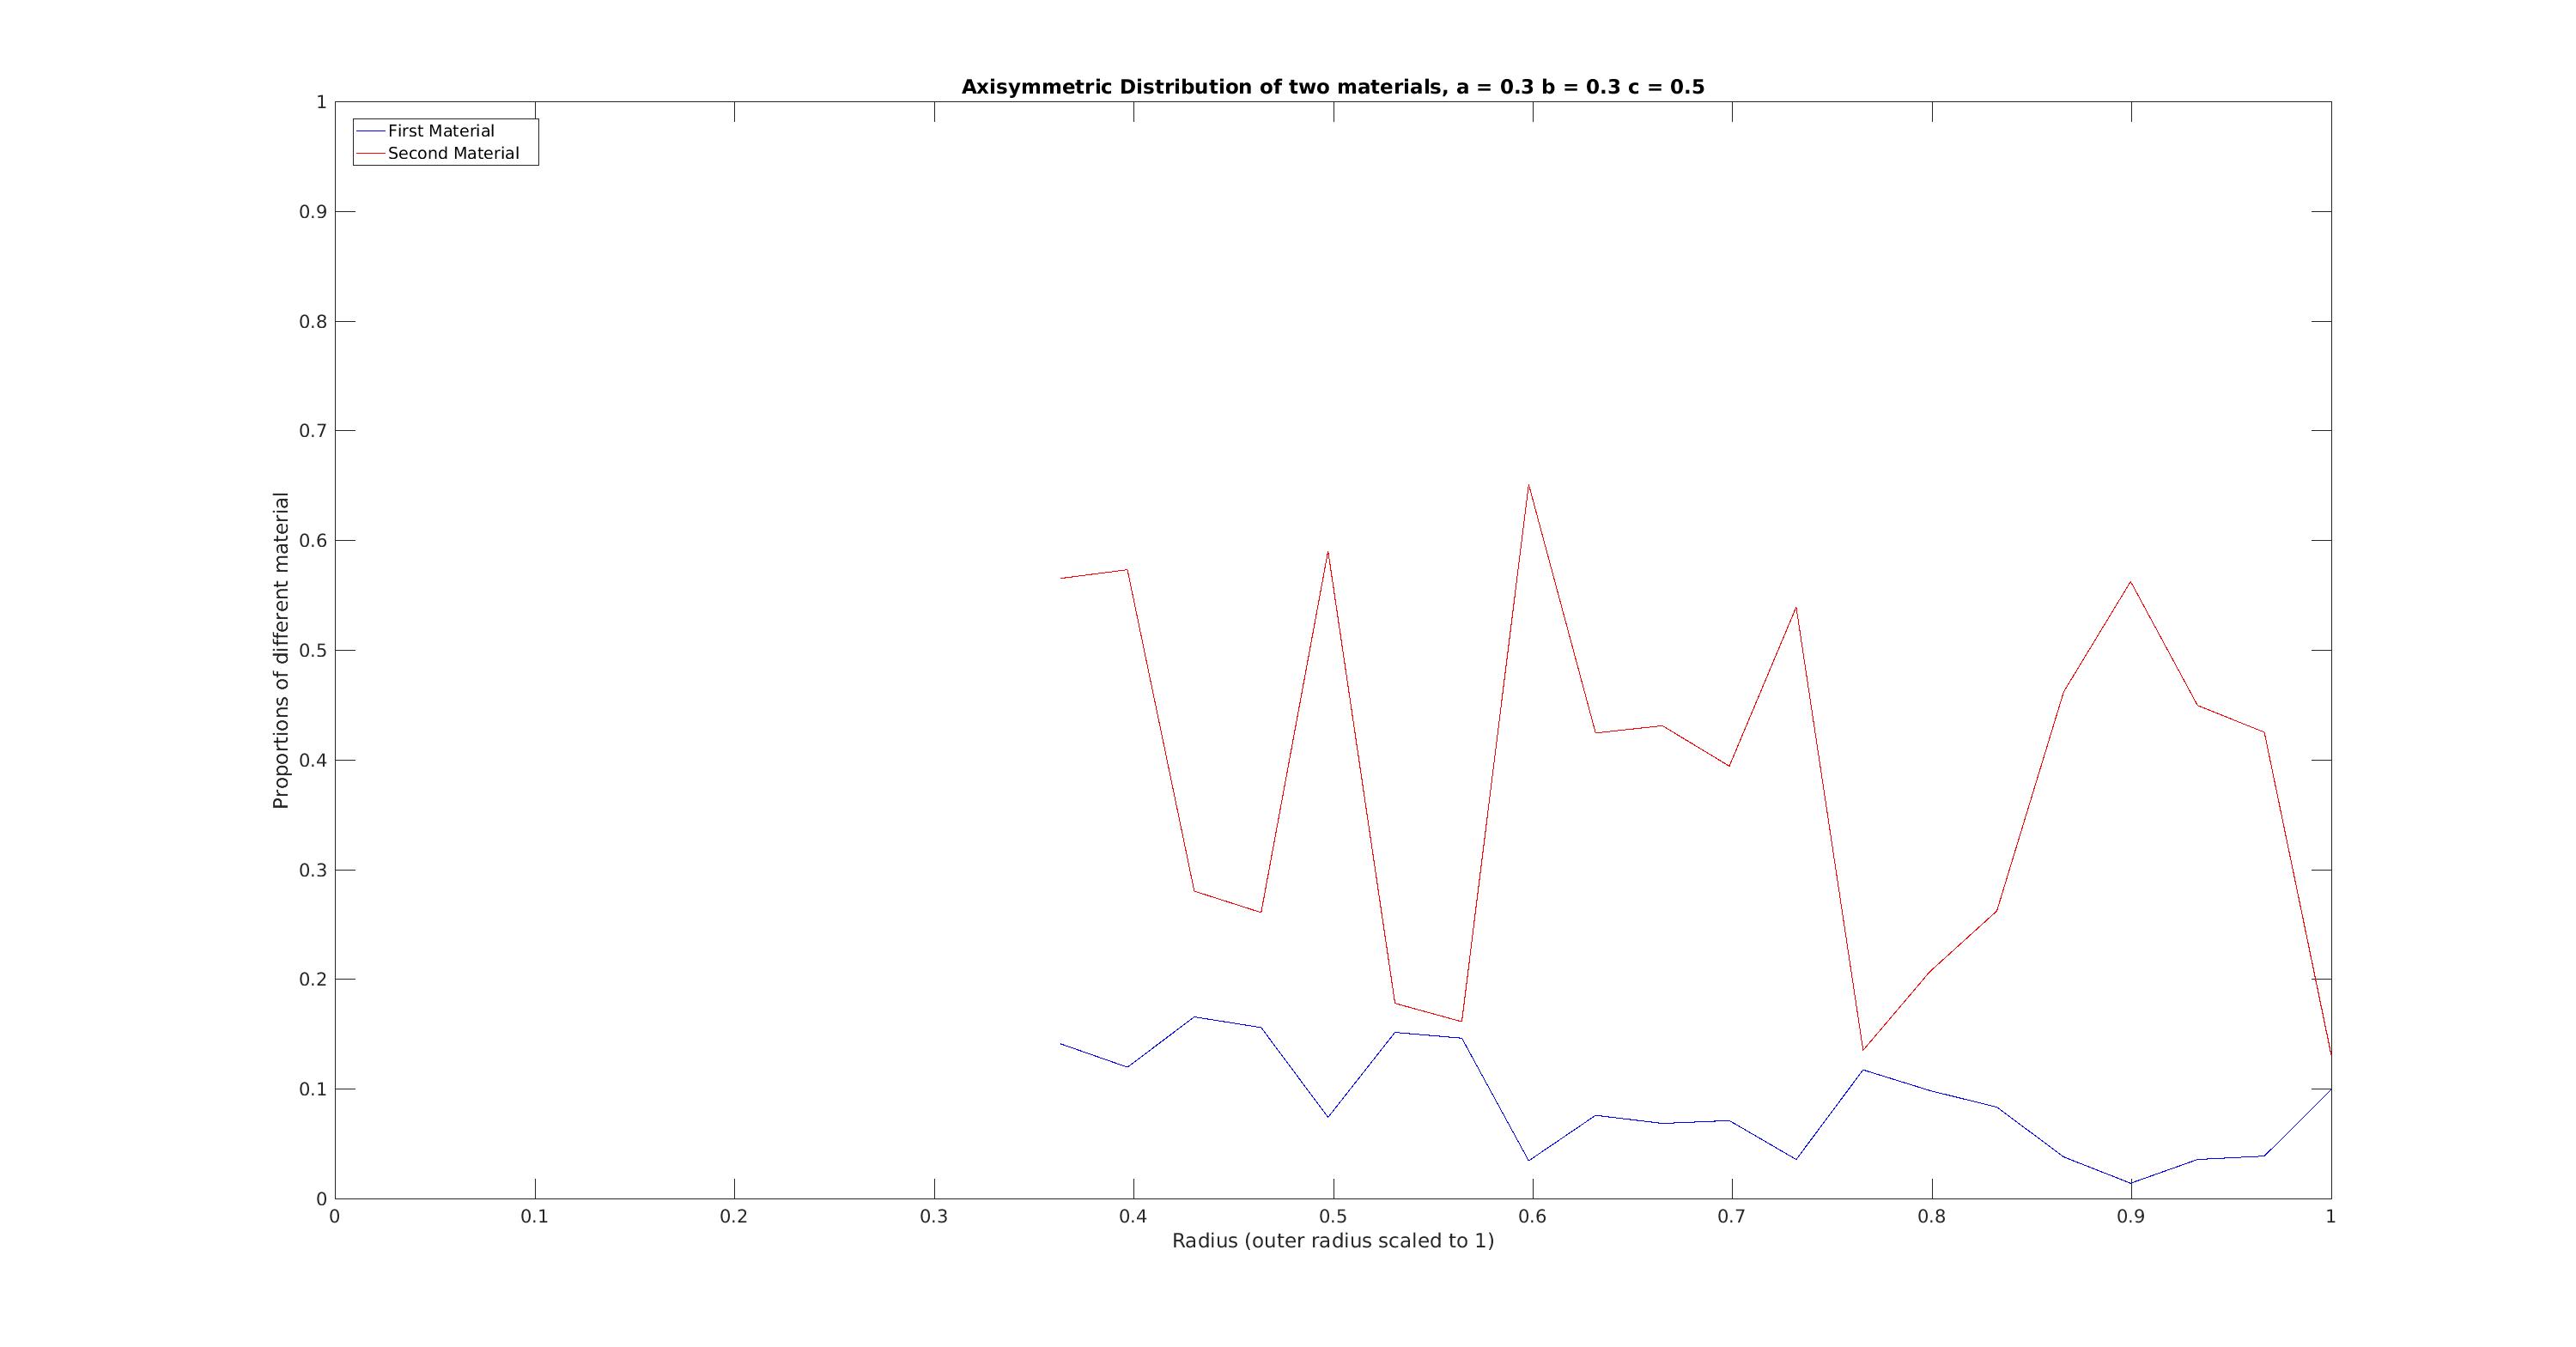 Axisymmetric Distribution of two materials, a = 0.3 b = 0.3 c = 0.5
First Material
Second Material
1
0.9
0.8
0.7
0.6
0.5
0.4
0.3
0.2
0.1
0
Proportions of different material
0 0.1 0.2 0.3 0.4 0.5 0.6 0.7 0.8 0.9 1
Radius (outer radius scaled to 1)